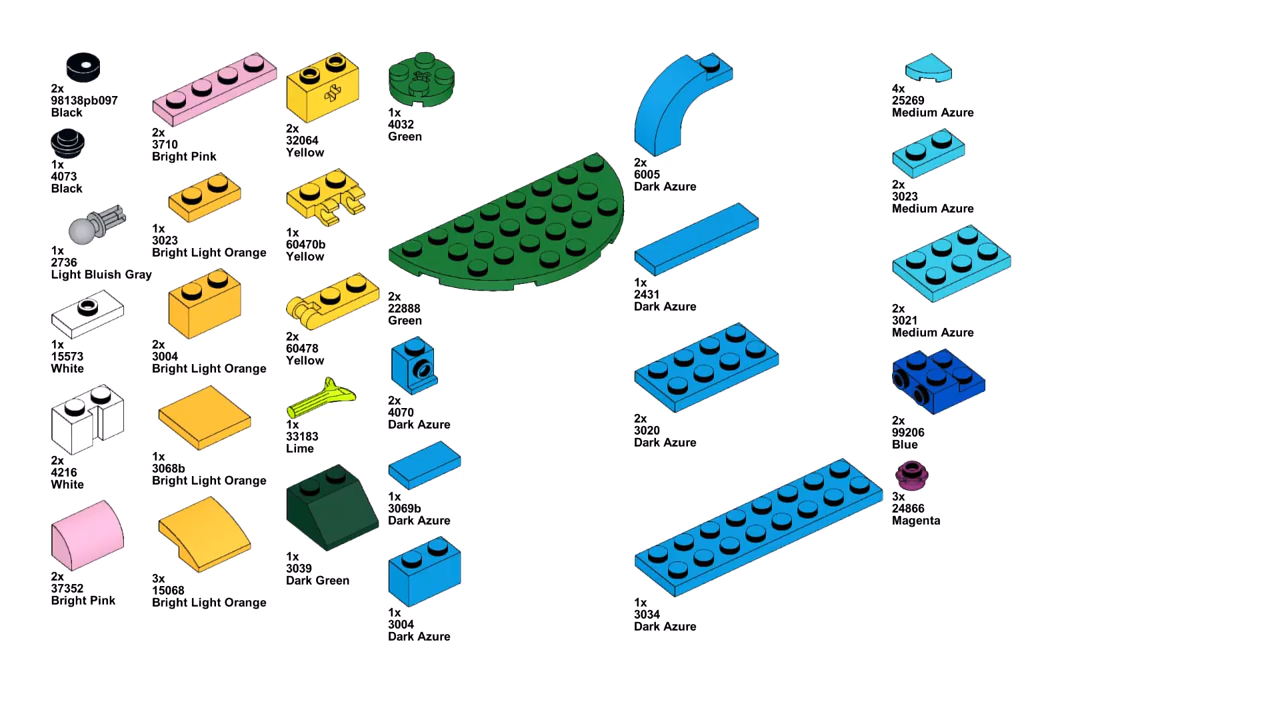 2x
98138pb097
Black
1x
4073
Black
1x
2736
Light Bluish Gray
1x
15573
White
2x
4216
White
2x
37352
Bright Pink
2x
3710
Bright Pink
1x
3023
Bright Light Orange
2x
3004
Bright Light Orange
1x
3068b
Bright Light Orange
3x
15068
Bright Light Orange
2x
32064
Yellow
1x
60470b
Yellow
2x
60478
Yellow
1x
33183
Lime
1x
3039
Dark Green
1x
4032
Green
2x
22888
Green
2x
4070
Dark Azure
1x
3069b
Dark Azure
1x
3004
Dark Azure
2x
6005
Dark Azure
1x
2431
Dark Azure
2x
3020
Dark Azure
1x
3034
Dark Azure
4x
25269
Medium Azure
2x
3023
Medium Azure
2x
3021
Medium Azure
2x
99206
Blue
3x
24866
Magenta